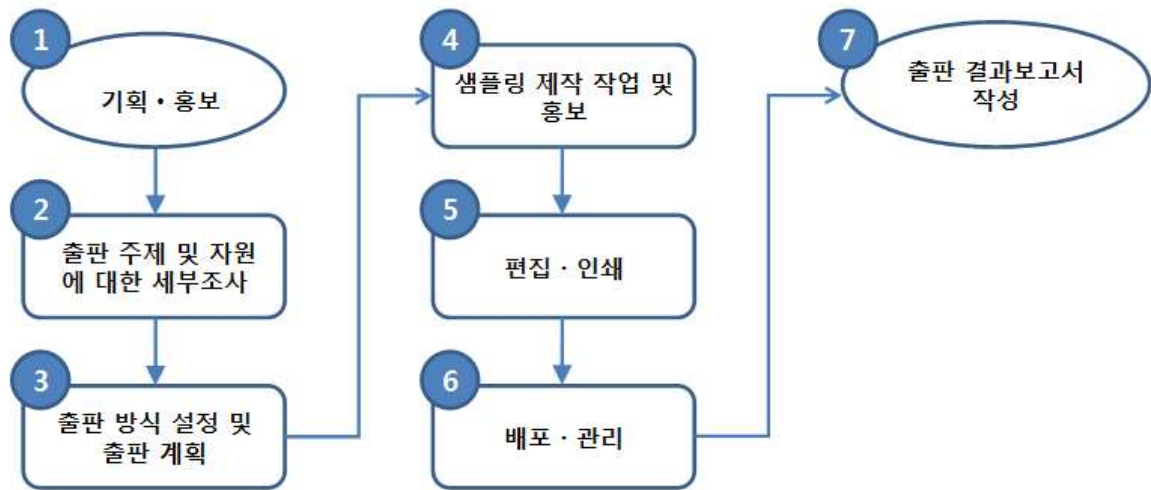 1
기획・홍보
2
출판 주제 및 자원
에 대한 세부조사
3
출판 방식 설정 및
출판 계획
4
샘플링 제작 작업 및
홍보
5
편집・인쇄
6
배포・관리
7
출판 결과보고서
작성